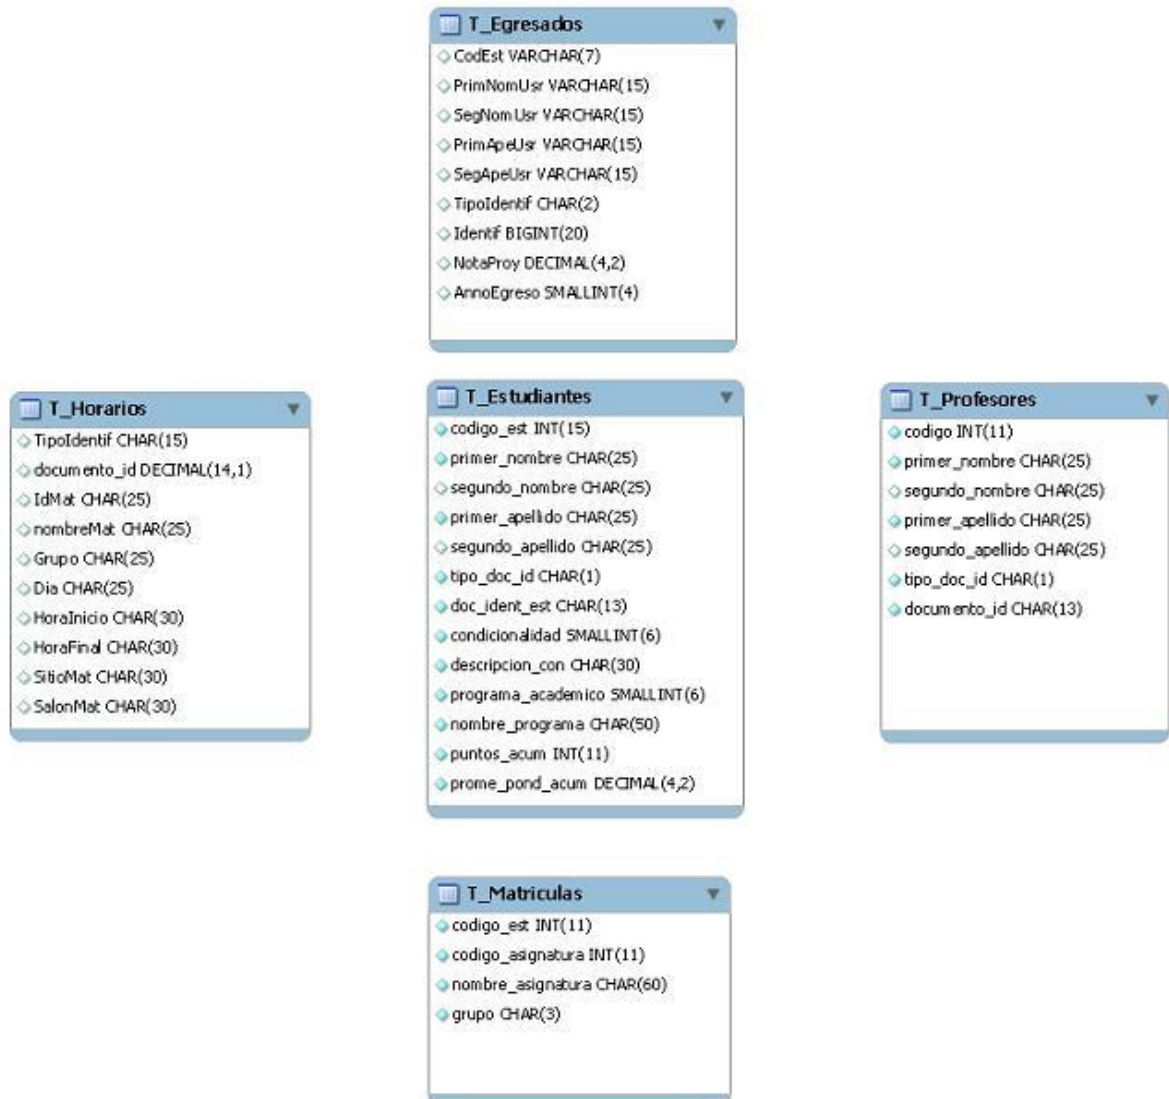 T_Egresados
CodEst VARCHAR(7)
PrimNomUsr VARCHAR(15)
SegNomUsr VARCHAR(15)
PrimApeUsr VARCHAR(15)
SegApeUsr VARCHAR(15)
TipoIdentif CHAR(2)
Identif BIGINT(20)
NotaProy DECIMAL(4,2)
AnnoEgreso SMALLINT(4)
T_Horarios
TipoIdentif CHAR(15)
documento_id DECIMAL(14,1)
IdMat CHAR(25)
nombreMat CHAR(25)
Grupo CHAR(25)
Dia CHAR(25)
HoraInicio CHAR(30)
HoraFinal CHAR(30)
SitioMat CHAR(30)
SalonMat CHAR(30)
T_Estudiantes
codigo_est INT(15)
primer_nombre CHAR(25)
segundo_nombre CHAR(25)
primer_apellido CHAR(25)
segundo_apellido CHAR(25)
tipo_doc_id CHAR(1)
doc_ident_est CHAR(13)
condicionalidad SMALLINT(6)
descripcion_con CHAR(30)
programa_academico SMALLINT(6)
nombre_programa CHAR(50)
puntos_acum INT(11)
prome_pond_acum DECIMAL(4,2)
T_Profesores
codigo INT(11)
primer_nombre CHAR(25)
segundo_nombre CHAR(25)
primer_apellido CHAR(25)
segundo_apellido CHAR(25)
tipo_doc_id CHAR(1)
documento_id CHAR(13)
T_Matriculas
codigo_est INT(11)
codigo_asignatura INT(11)
nombre_asignatura CHAR(60)
grupo CHAR(3)